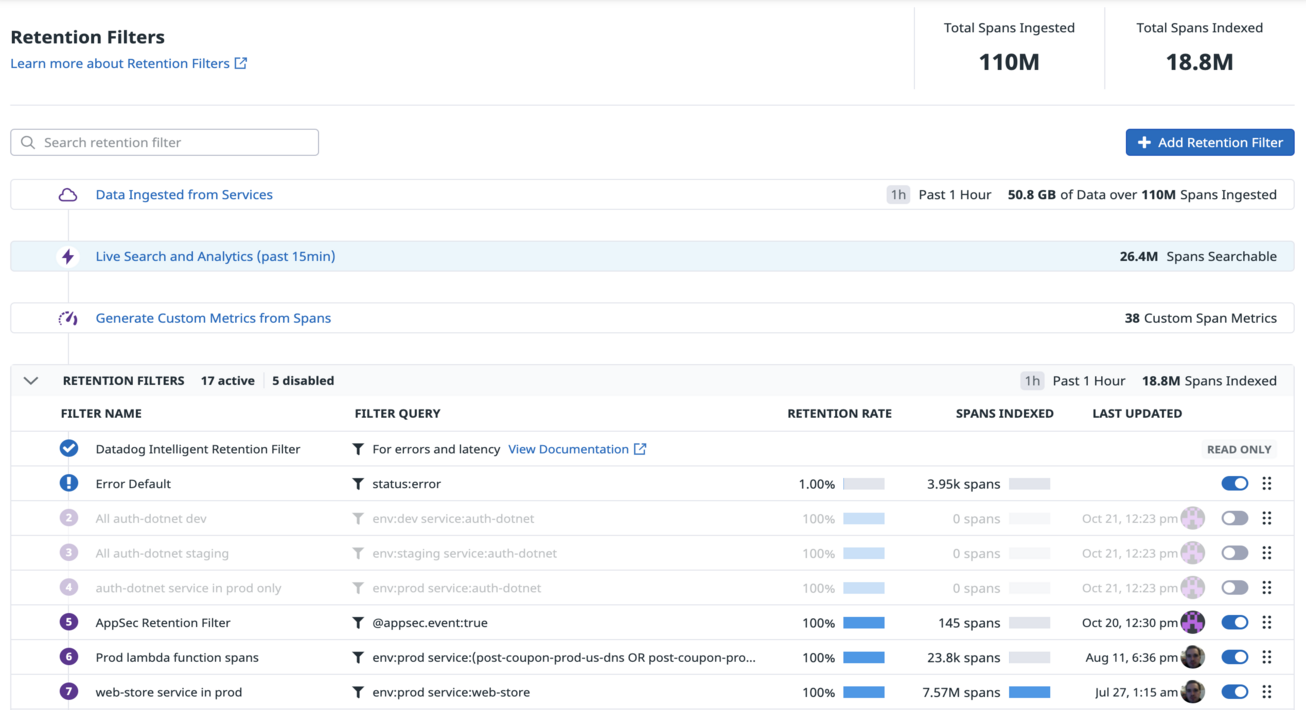 Retention Filters
Learn more about Retention Filters
Total Spans Ingested
110M
Total Spans Indexed
18.8M
Search retention filter
Add Retention Filter
Data Ingested from Services 1h Past 1 Hour 50.8 GB of Data over 110M Spans Ingested
Live Search and Analytics (past 15min) 26.4M Spans Searchable
Generate Custom Metrics from Spans 38 Custom Span Metrics
RETENTION FILTERS 17 active 5 disabled 1h Past 1 Hour 18.8M Spans Indexed
FILTER NAME FILTER QUERY RETENTION RATE SPANS INDEXED LAST UPDATED
Datadog Intelligent Retention Filter For errors and latency View Documentation READ ONLY
Error Default status:error 1.00% 3.95k spans
2 All auth-dotnet dev env:dev service:auth-dotnet 100% 0 spans Oct 21, 12:23 pm
3 All auth-dotnet staging env:staging service:auth-dotnet 100% 0 spans Oct 21, 12:23 pm
4 auth-dotnet service in prod only env:prod service:auth-dotnet 100% 0 spans Oct 21, 12:23 pm
5 AppSec Retention Filter @appsec.event:true 100% 145 spans Oct 20, 12:30 pm
6 Prod lambda function spans env:prod service:(post-coupon-prod-us-dns OR post-coupon-pro... 100% 23.8k spans Aug 11, 6:36 pm
7 web-store service in prod env:prod service:web-store 100% 7.57M spans Jul 27, 1:15 am